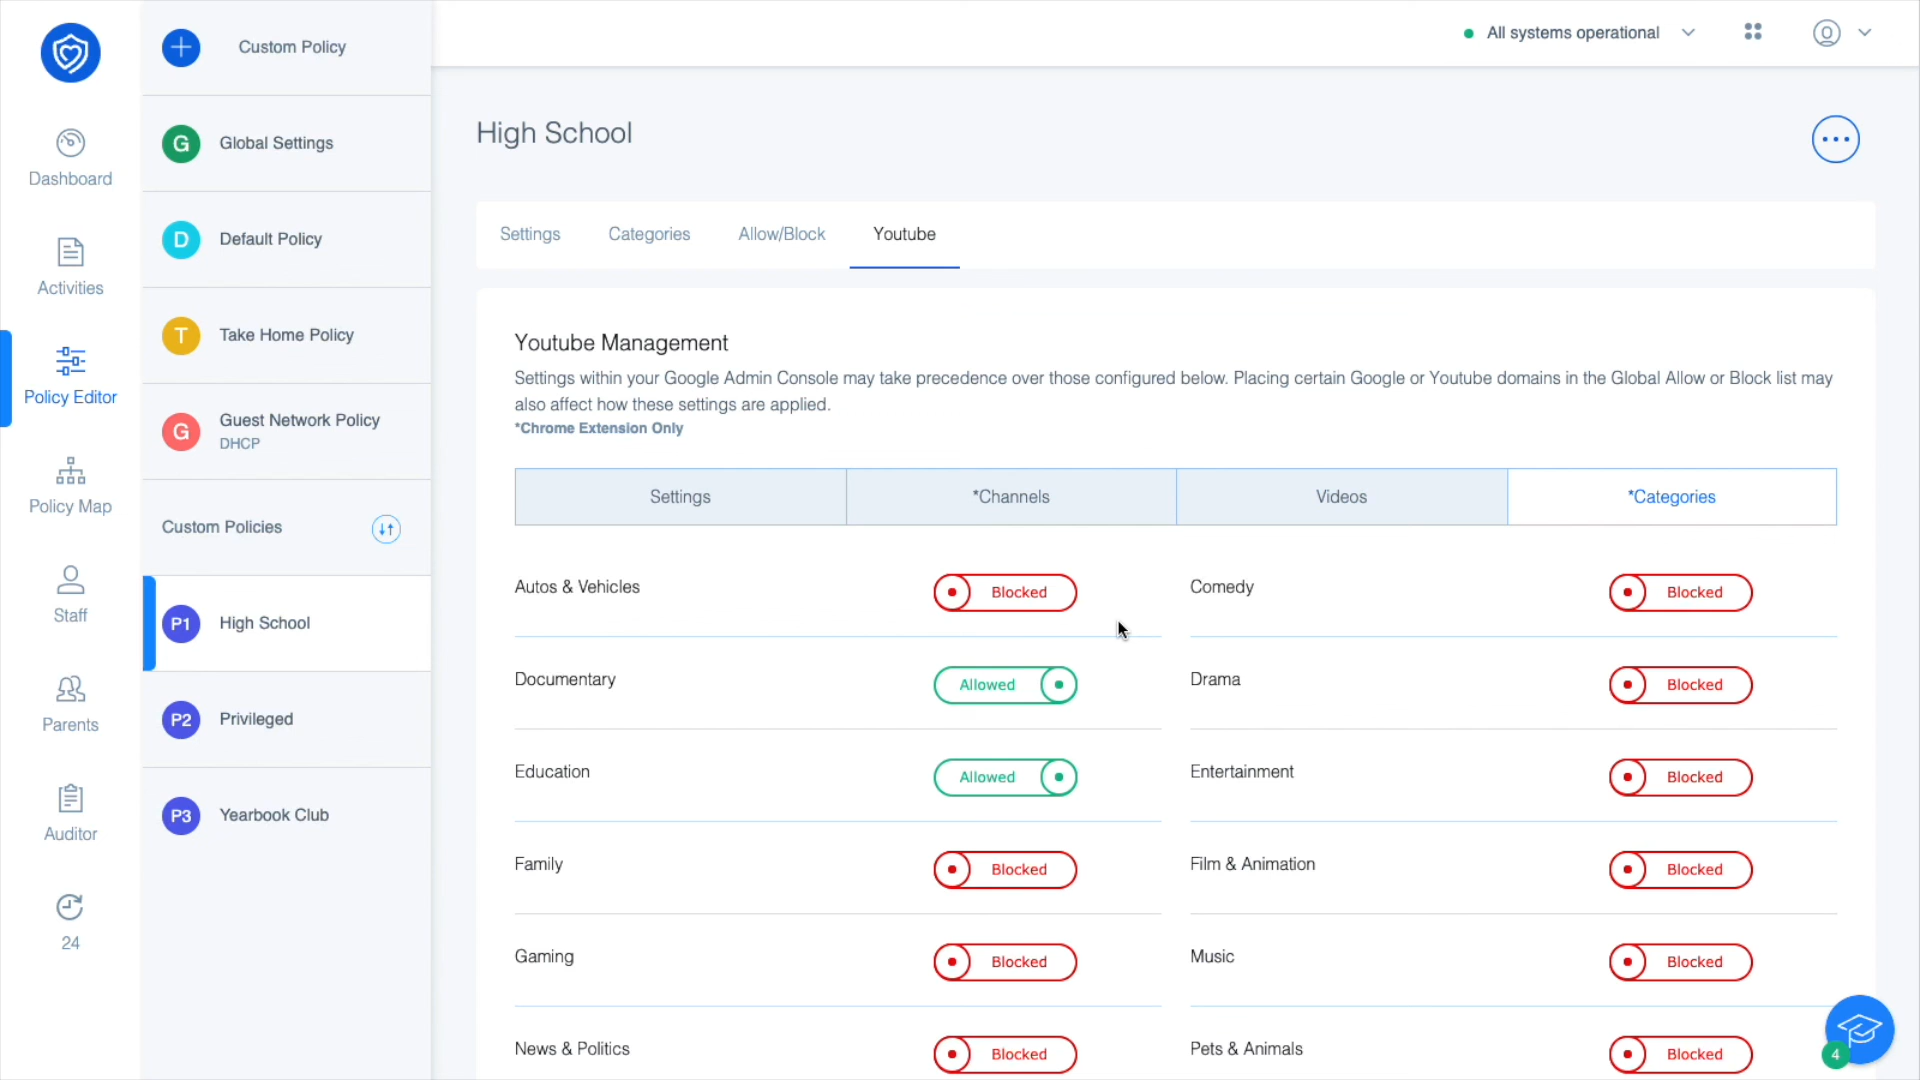 Custom Policy
All systems operational
Dashboard
Activities
Policy Editor
Policy Map
Staff
Parents
Auditor
24
G Global Settings
D Default Policy
T Take Home Policy
G Guest Network Policy
DHCP
Custom Policies
P1 High School
P2 Privileged
P3 Yearbook Club
High School
Settings Categories Allow/Block Youtube
Youtube Management
Settings within your Google Admin Console may take precedence over those configured below. Placing certain Google or Youtube domains in the Global Allow or Block list may
also affect how these settings are applied.
*Chrome Extension Only
Settings *Channels Videos *Categories
Autos & Vehicles Blocked Comedy Blocked
Documentary Allowed Drama Blocked
Education Allowed Entertainment Blocked
Family Blocked Film & Animation Blocked
Gaming Blocked Music Blocked
News & Politics Blocked Pets & Animals Blocked
4